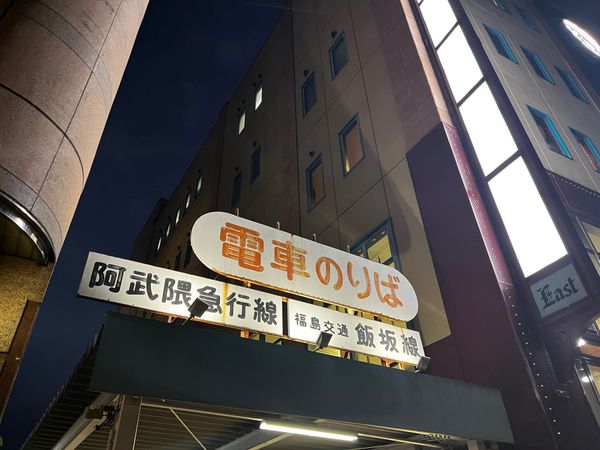 電車のりば
阿武隈急行線
福島交通 飯坂線
East